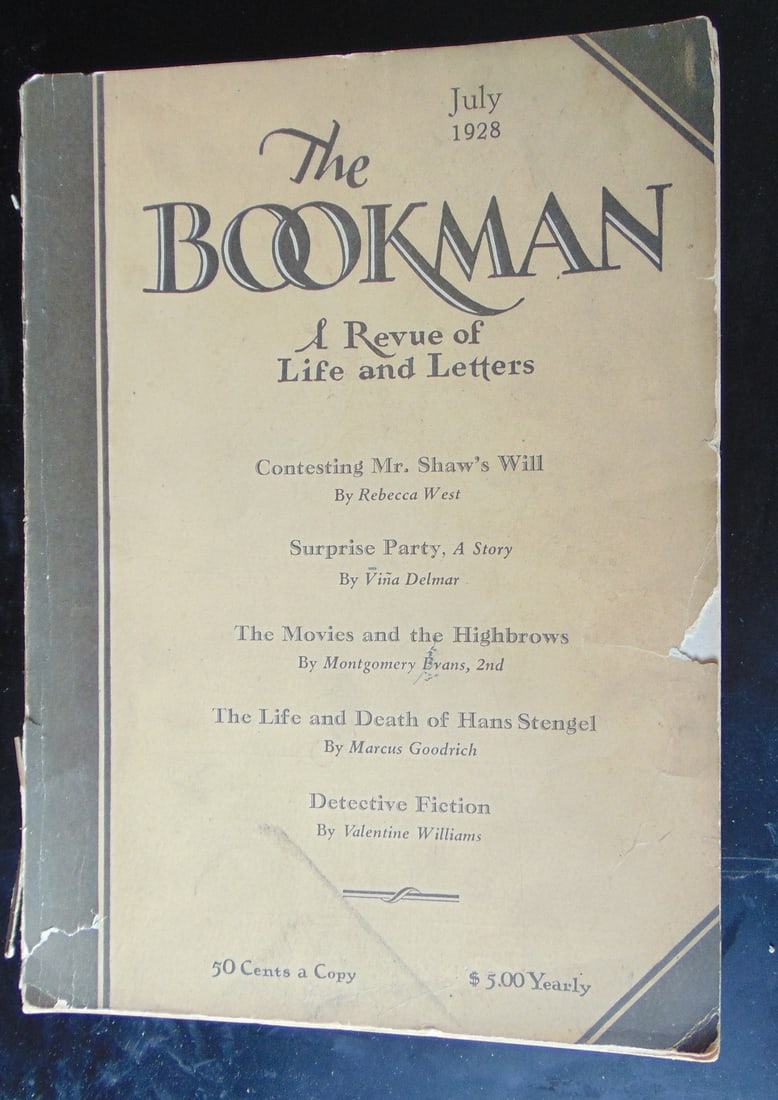 July
1928
The
BOOKMAN
A Revue of
Life and Letters
Contesting Mr. Shaw's Will
By Rebecca West
Surprise Party, A Story
By Viña Delmar
The Movies and the Highbrows
By Montgomery Evans, 2nd
The Life and Death of Hans Stengel
By Marcus Goodrich
Detective Fiction
By Valentine Williams
50 Cents a Copy
$5.00 Yearly